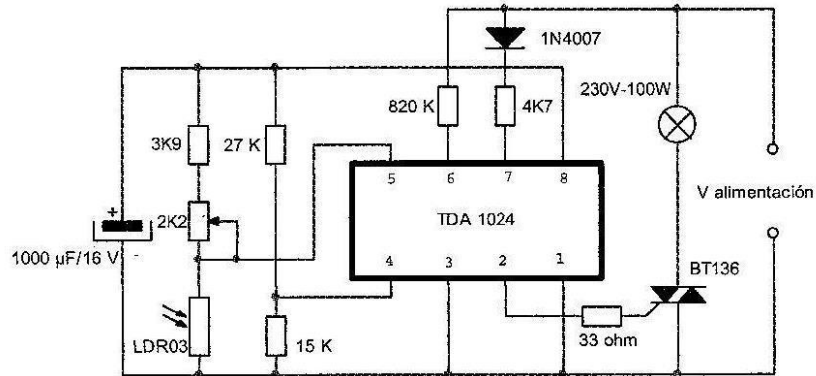 1N4007
230V-100W
820 K
4K7
3K9
27 K
5 6 7 8
V alimentación
TDA 1024
+
2K2
1000 µF/16 V
4 3 2 1
BT136
LDR03
15 K
33 ohm